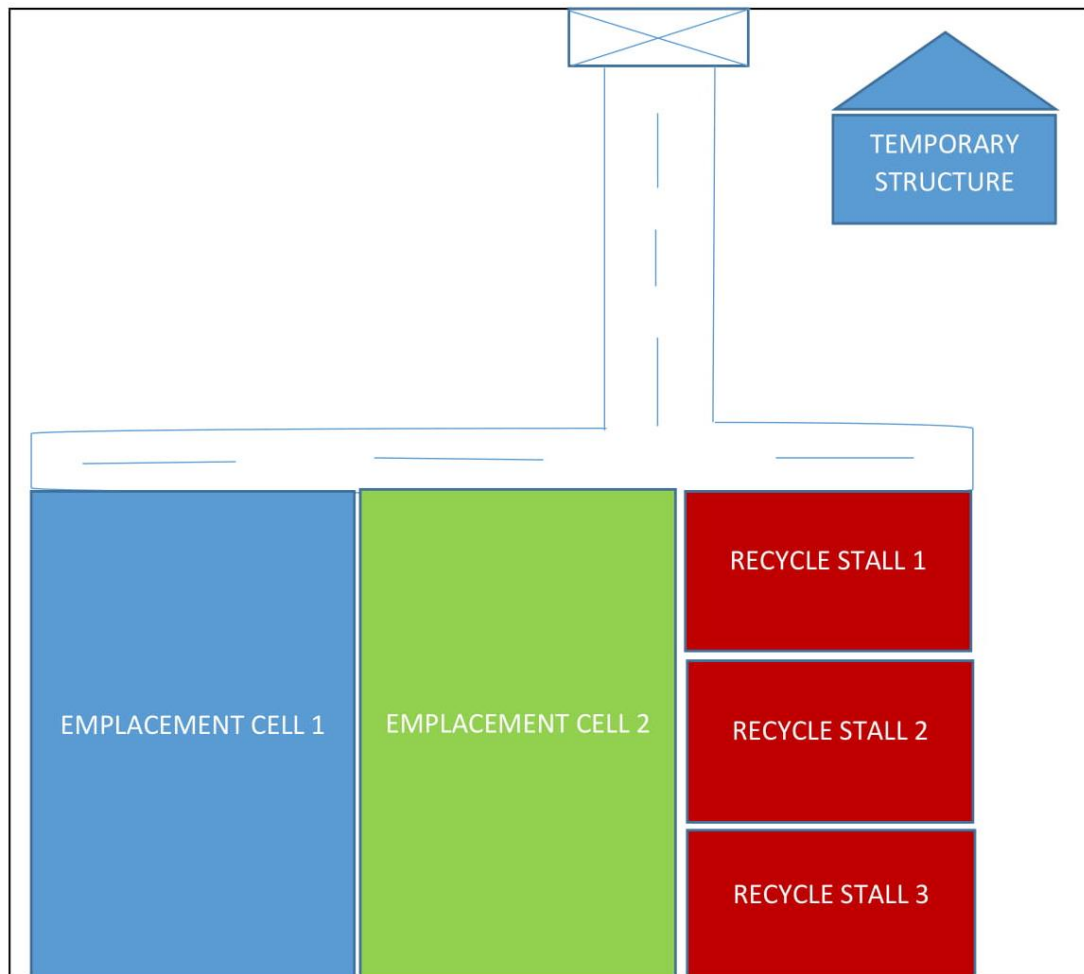 TEMPORARY
STRUCTURE
RECYCLE STALL 1
EMPLACEMENT CELL 1
EMPLACEMENT CELL 2
RECYCLE STALL 2
RECYCLE STALL 3